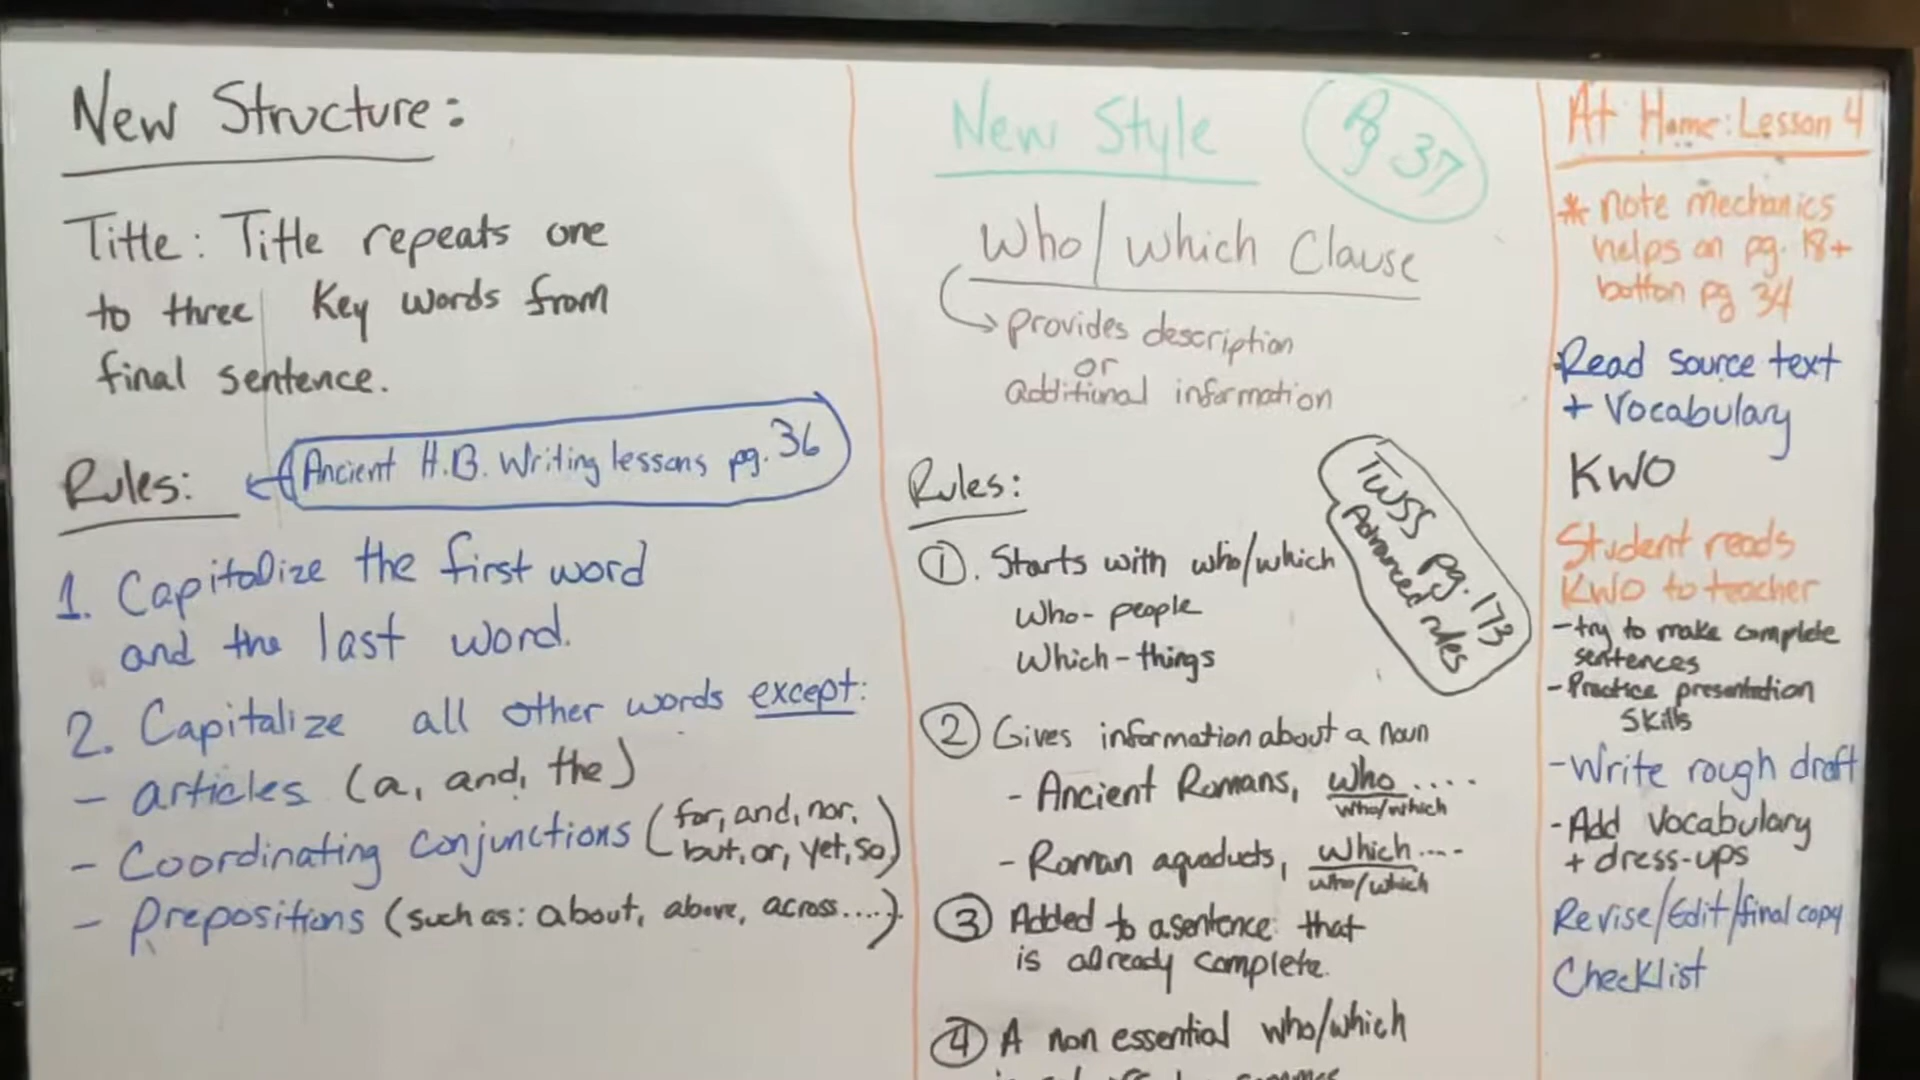 New Structure:
Title: Title repeats one
to three Key words from
final sentence.
Rules:
Ancient H.B. Writing lessons pg. 36
1. Capitalize the first word
and the last word.
2. Capitalize all other words except:
- articles (a, and, the)
- Coordinating conjunctions (for, and, nor,
but, or, yet, so)
- Prepositions (such as: about, above, across....).
New Style
Pg 37
Who/which Clause
provides description
or
additional information
Rules:
TWSS pg. 173
Advanced rules
1. Starts with who/which
Who- people
Which-things
2 Gives information about a noun
- Ancient Romans, who....
who/which
- Roman aquaducts, which....
who/which
3 Added to a sentence that
is already complete.
4 A non essential who/which
At Home: Lesson 4
* note mechanics
helps on pg. 18+
botton pg 34
Read source text
+ Vocabulary
KWO
Student reads
KWO to teacher
-try to make complete
sentences
-Practice presentation
Skills
-Write rough draft
-Add vocabulary
+ dress-ups
Revise/Edit/final copy
Checklist